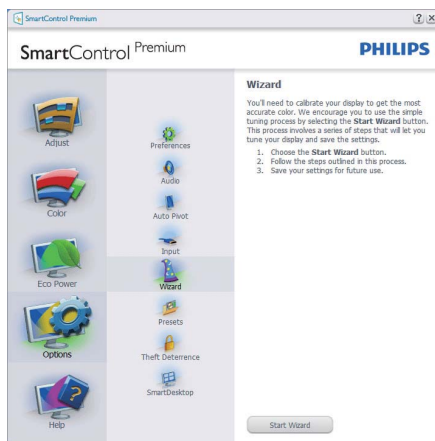 SmartControl Premium
SmartControl Premium
PHILIPS
Adjust
Color
Eco Power
Options
Help
Preferences
Audio
Auto Pivot
Input
Wizard
Presets
Theft Deterrence
SmartDesktop
Wizard
You'll need to calibrate your display to get the most
accurate color. We encourage you to use the simple
tuning process by selecting the Start Wizard button.
This process involves a series of steps that will let you
tune your display and save the settings.
1. Choose the Start Wizard button.
2. Follow the steps outlined in this process.
3. Save your settings for future use.
Start Wizard